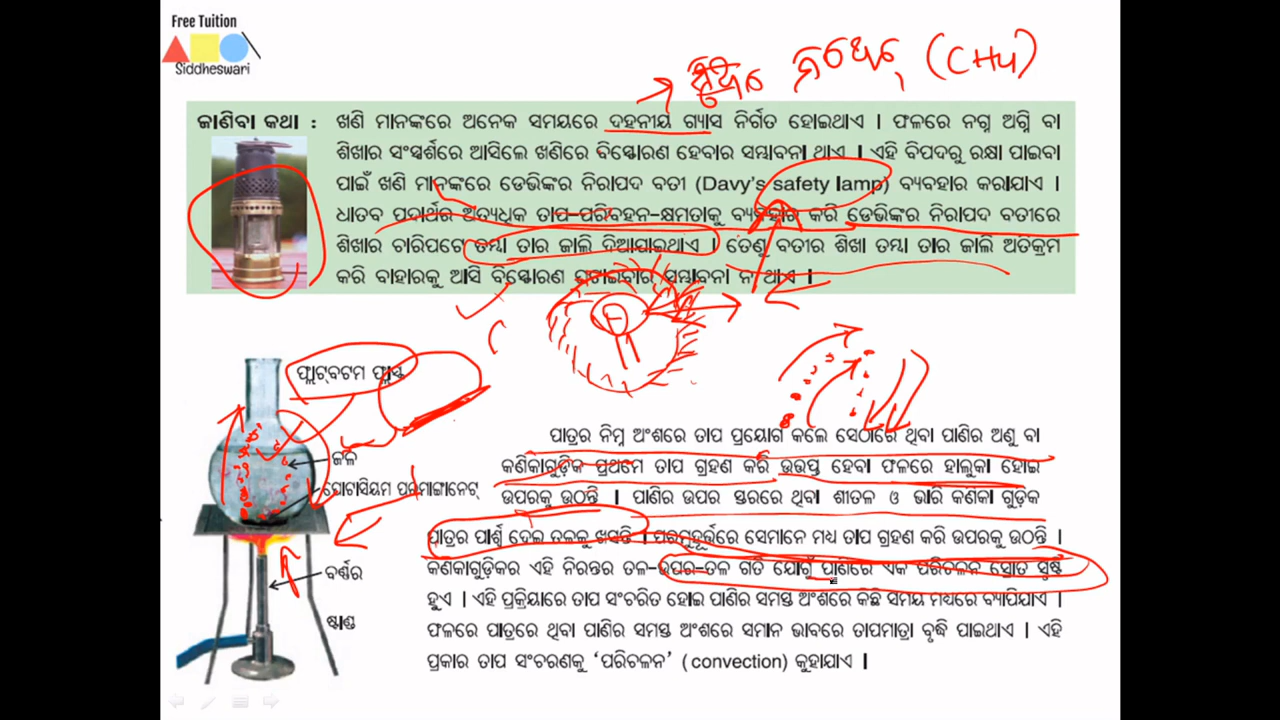 Free Tuition
Siddheswari
(CH4)
ଜାଣିବା କଥା : ଖଣି ମାନଙ୍କରେ ଅନେକ ସମୟରେ ଦହନୀୟ ଗ୍ୟାସ ନିର୍ଗତ ହୋଇଥାଏ । ଫଳରେ ନଗ୍ନ ଅଗ୍ନି ବା
ଶିଖାର ସଂସ୍ପର୍ଶରେ ଆସିଲେ ଖଣିରେ ବିସ୍ଫୋରଣ ହେବାର ସମ୍ଭାବନା ଥାଏ । ଏହି ବିପଦରୁ ରକ୍ଷା ପାଇବା
ପାଇଁ ଖଣି ମାନଙ୍କରେ ଡେଭିଙ୍କର ନିରାପଦ ବତୀ (Davy's safety lamp) ବ୍ୟବହାର କରାଯାଏ ।
ଧାତବ ପଦାର୍ଥର ଅତ୍ୟଧିକ ତାପ-ପରିବହନ-କ୍ଷମତାକୁ ବ୍ୟବହାର କରି ଡେଭିଙ୍କର ନିରାପଦ ବତୀରେ
ଶିଖାର ଚାରିପଟେ ତମ୍ବା ତାର ଜାଲି ଦିଆଯାଇଥାଏ । ତେଣୁ ବତୀର ଶିଖା ତମ୍ବା ତାର ଜାଲି ଅତିକ୍ରମ
କରି ବାହାରକୁ ଆସି ବିସ୍ଫୋରଣ ଘଟାଇବାର ସମ୍ଭାବନା ନ ଥାଏ ।
ଫ୍ଲାଟ୍‌ବଟମ ଫ୍ଲାସ୍କ
ଜଳ
ପୋଟାସିୟମ ପରମାଙ୍ଗାନେଟ୍
ବର୍ଣ୍ଣର
ଷ୍ଟାଣ୍ଡ
ପାତ୍ରର ନିମ୍ନ ଅଂଶରେ ତାପ ପ୍ରୟୋଗ କଲେ ସେଠାରେ ଥିବା ପାଣିର ଅଣୁ ବା
କଣିକାଗୁଡ଼ିକ ପ୍ରଥମେ ତାପ ଗ୍ରହଣ କରି ଉତ୍ତପ୍ତ ହେବା ଫଳରେ ହାଲୁକା ହୋଇ
ଉପରକୁ ଉଠନ୍ତି । ପାଣିର ଉପର ସ୍ତରରେ ଥିବା ଶୀତଳ ଓ ଭାରି କଣିକା ଗୁଡ଼ିକ
ପାତ୍ରର ପାର୍ଶ୍ୱ ଦେଇ ତଳକୁ ଖସନ୍ତି । ପରମୁହୂର୍ତ୍ତରେ ସେମାନେ ମଧ୍ୟ ତାପ ଗ୍ରହଣ କରି ଉପରକୁ ଉଠନ୍ତି ।
କଣିକାଗୁଡ଼ିକର ଏହି ନିରନ୍ତର ତଳ-ଉପର-ତଳ ଗତି ଯୋଗୁଁ ପାଣିରେ ଏକ ପରିଚଳନ ସ୍ରୋତ ସୃଷ୍ଟି
ହୁଏ । ଏହି ପ୍ରକ୍ରିୟାରେ ତାପ ସଂଚରିତ ହୋଇ ପାଣିର ସମସ୍ତ ଅଂଶରେ କିଛି ସମୟ ମଧ୍ୟରେ ବ୍ୟାପିଯାଏ ।
ଫଳରେ ପାତ୍ରରେ ଥିବା ପାଣିର ସମସ୍ତ ଅଂଶରେ ସମାନ ଭାବରେ ତାପମାତ୍ରା ବୃଦ୍ଧି ପାଇଥାଏ । ଏହି
ପ୍ରକାର ତାପ ସଂଚରଣକୁ ‘ପରିଚଳନ’ (convection) କୁହାଯାଏ ।